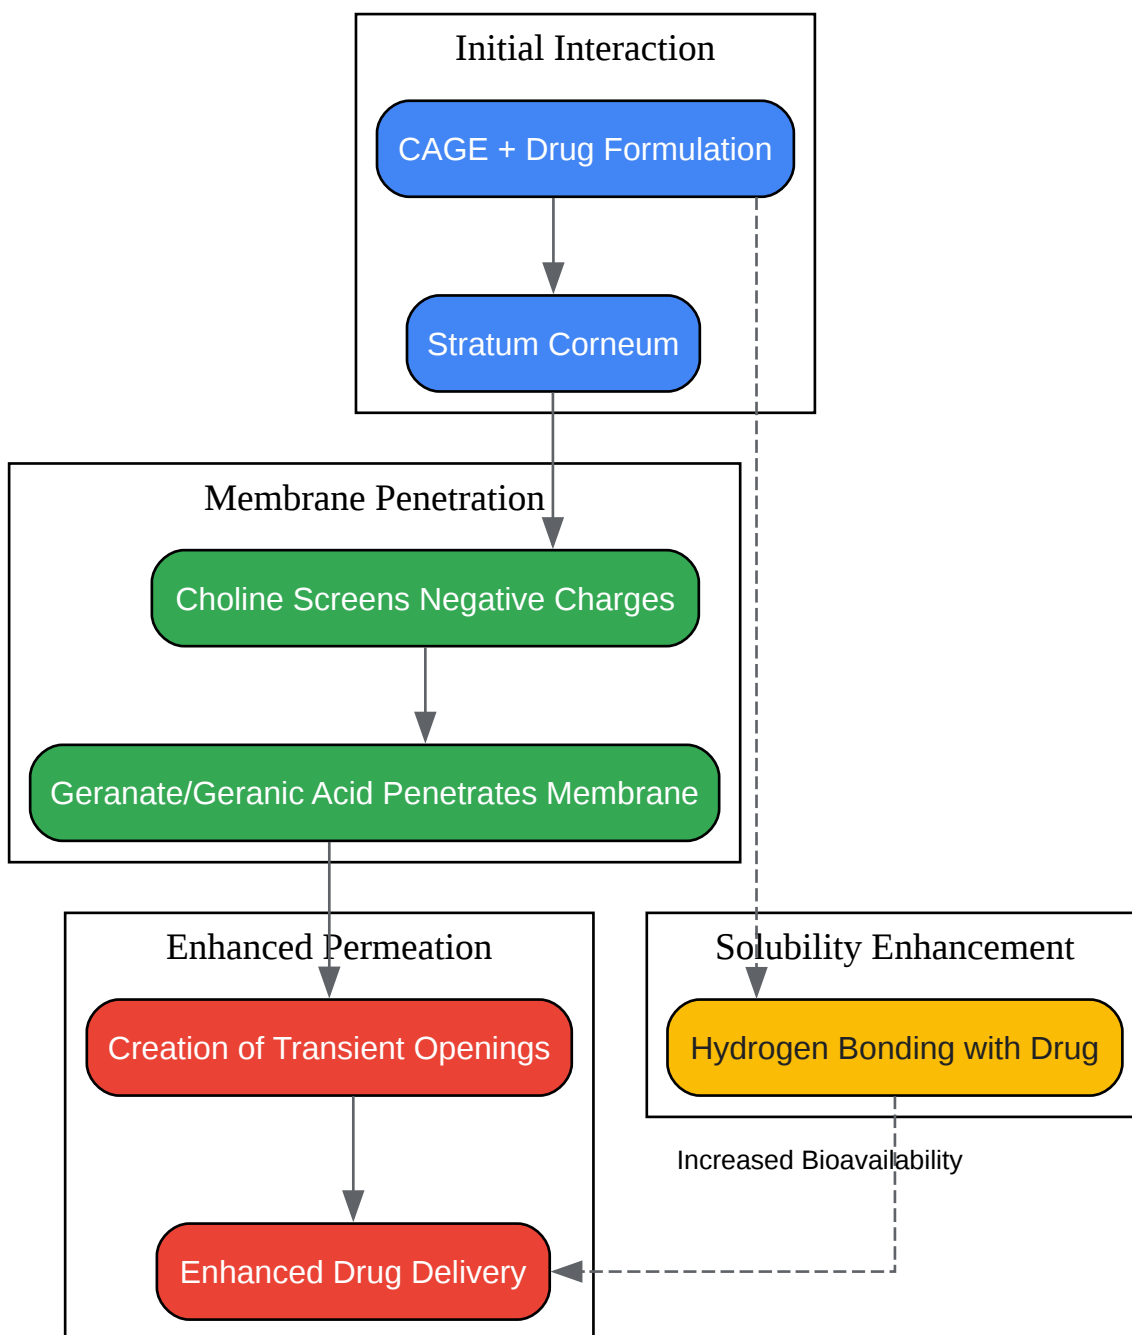 Initial Interaction
CAGE + Drug Formulation
Stratum Corneum
Membrane Penetration
Choline Screens Negative Charges
Geranate/Geranic Acid Penetrates Membrane
Enhanced Permeation
Creation of Transient Openings
Enhanced Drug Delivery
Solubility Enhancement
Hydrogen Bonding with Drug
Increased Bioavailability